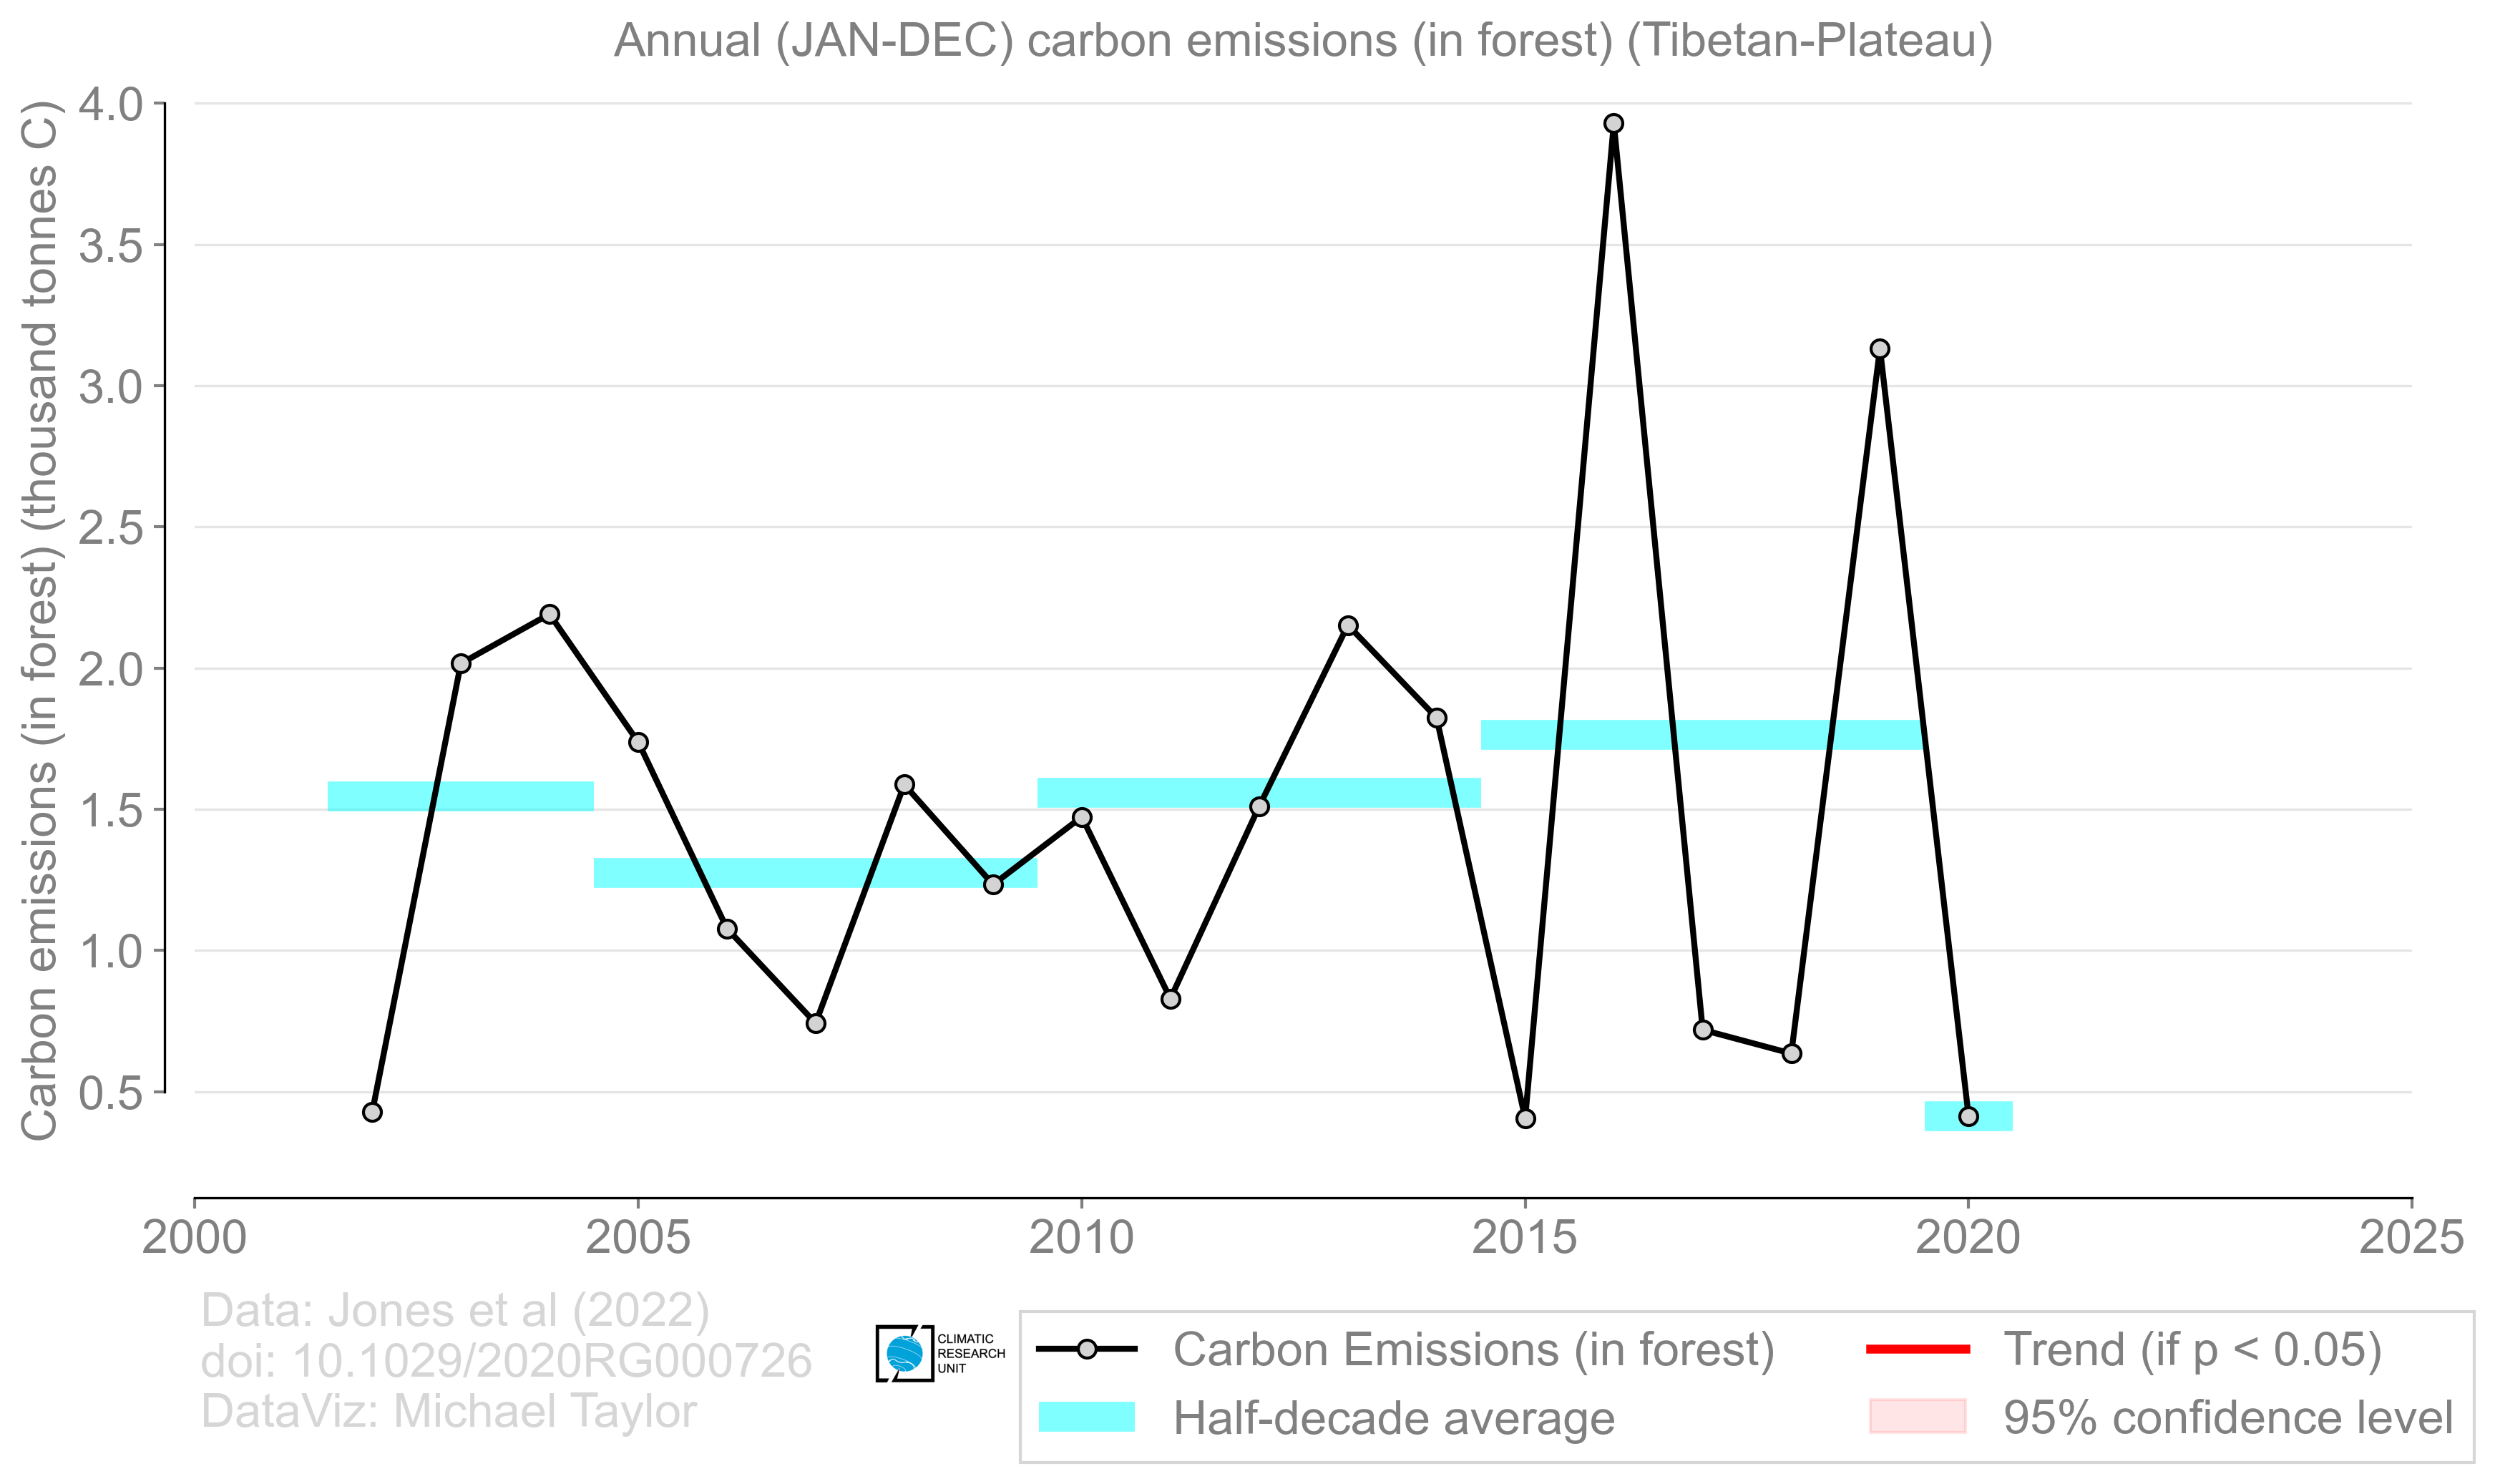 Annual (JAN-DEC) carbon emissions (in forest) (Tibetan-Plateau)
Carbon emissions (in forest) (thousand tonnes C)
4.0
3.5
3.0
2.5
2.0
1.5
1.0
0.5
2000
2005
2010
2015
2020
2025
Data: Jones et al (2022)
doi: 10.1029/2020RG000726
DataViz: Michael Taylor
CLIMATIC
RESEARCH
UNIT
Carbon Emissions (in forest)
Half-decade average
Trend (if p < 0.05)
95% confidence level